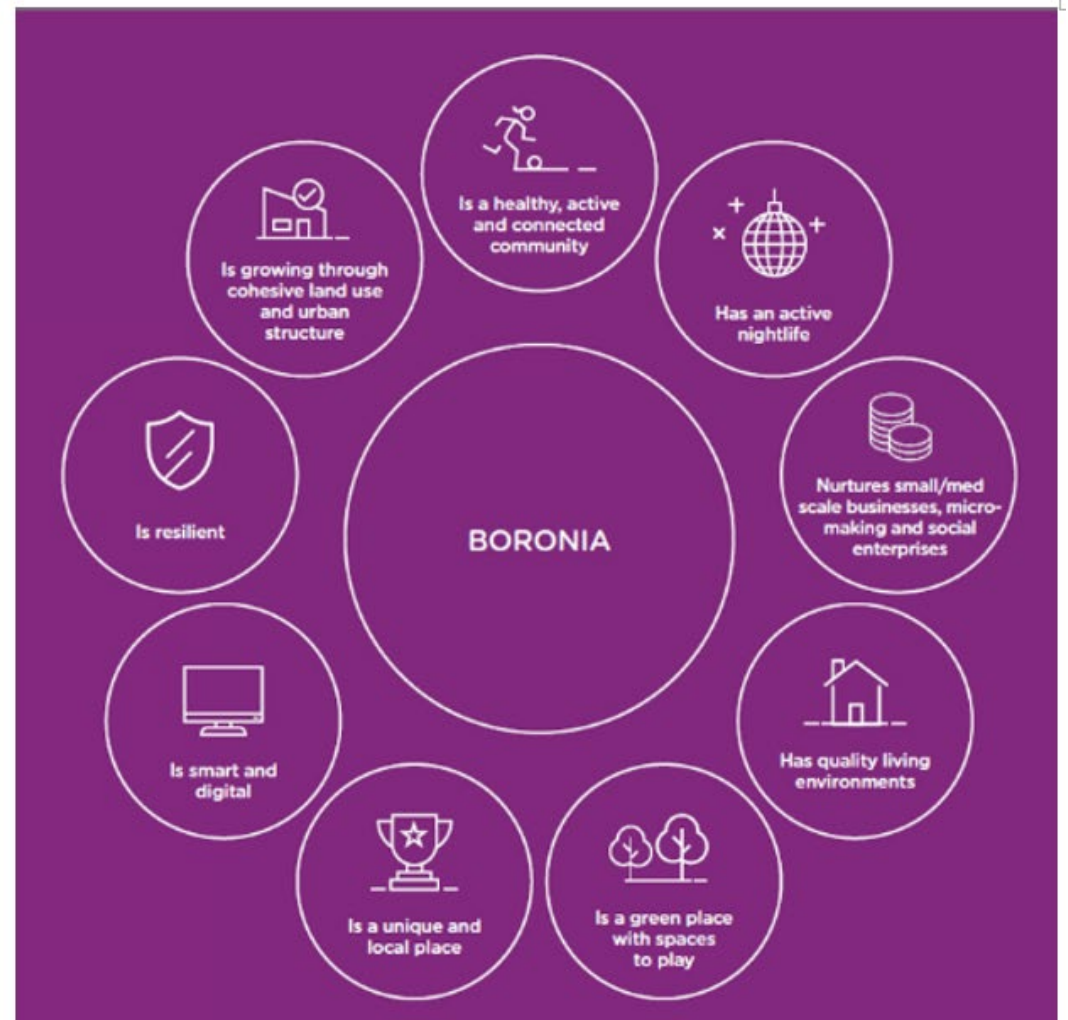 Is a healthy, active
and connected
community
Has an active
nightlife
Nurtures small/med
scale businesses, micro-
making and social
enterprises
Has quality living
environments
Is a green place
with spaces
to play
Is a unique and
local place
Is smart and
digital
Is resilient
Is growing through
cohesive land use
and urban
structure
BORONIA